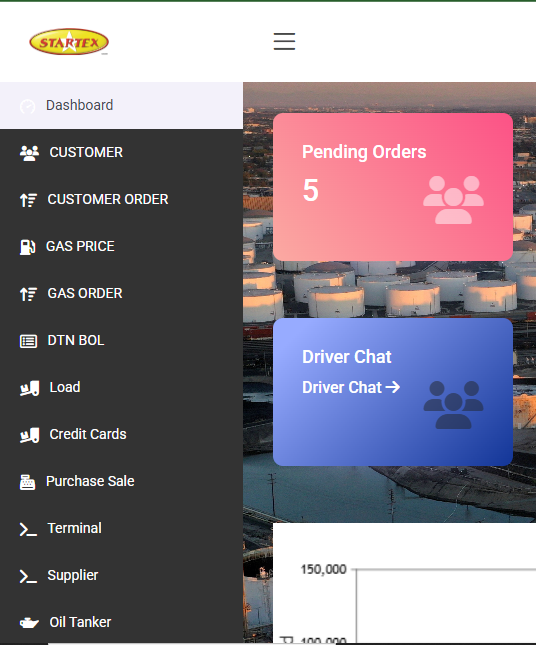 STARTEX
Dashboard
CUSTOMER
CUSTOMER ORDER
GAS PRICE
GAS ORDER
DTN BOL
Load
Credit Cards
Purchase Sale
Terminal
Supplier
Oil Tanker
Pending Orders
5
Driver Chat
Driver Chat →
150,000
100,000